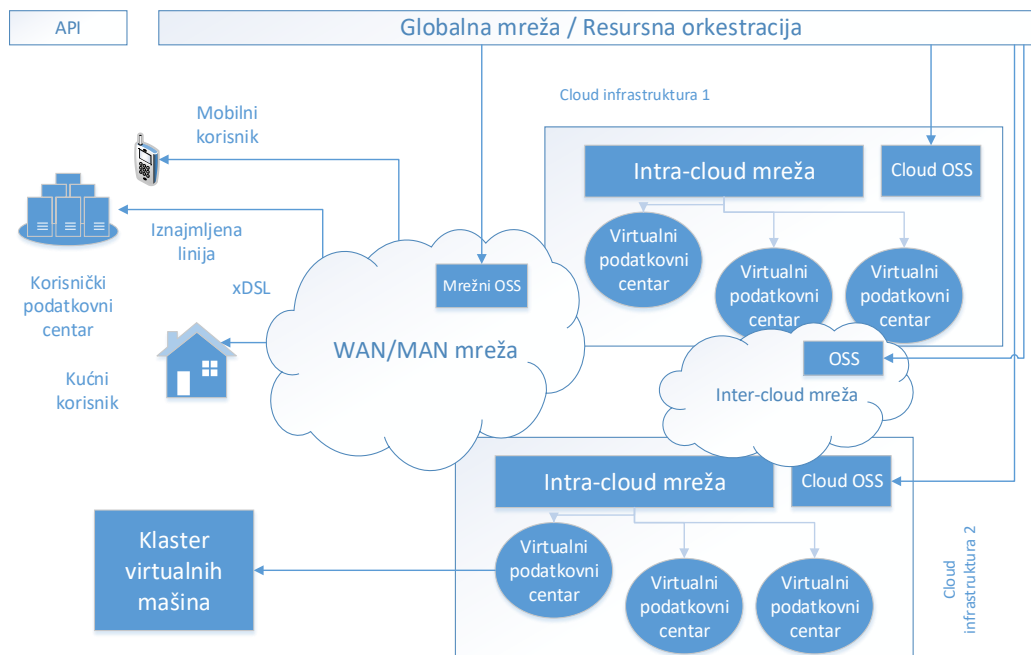 API
Globalna mreža / Resursna orkestracija
Cloud infrastruktura 1
Mobilni
korisnik
Intra-cloud mreža
Cloud OSS
Iznajmljena
linija
Virtualni
podatkovni
centar
Virtualni
podatkovni
centar
Virtualni
podatkovni
centar
Korisnički
podatkovni
centar
xDSL
Mrežni OSS
WAN/MAN mreža
OSS
Inter-cloud mreža
Kućni
korisnik
Intra-cloud mreža
Cloud OSS
Klaster
virtualnih
mašina
Virtualni
podatkovni
centar
Virtualni
podatkovni
centar
Virtualni
podatkovni
centar
Cloud
infrastruktura 2